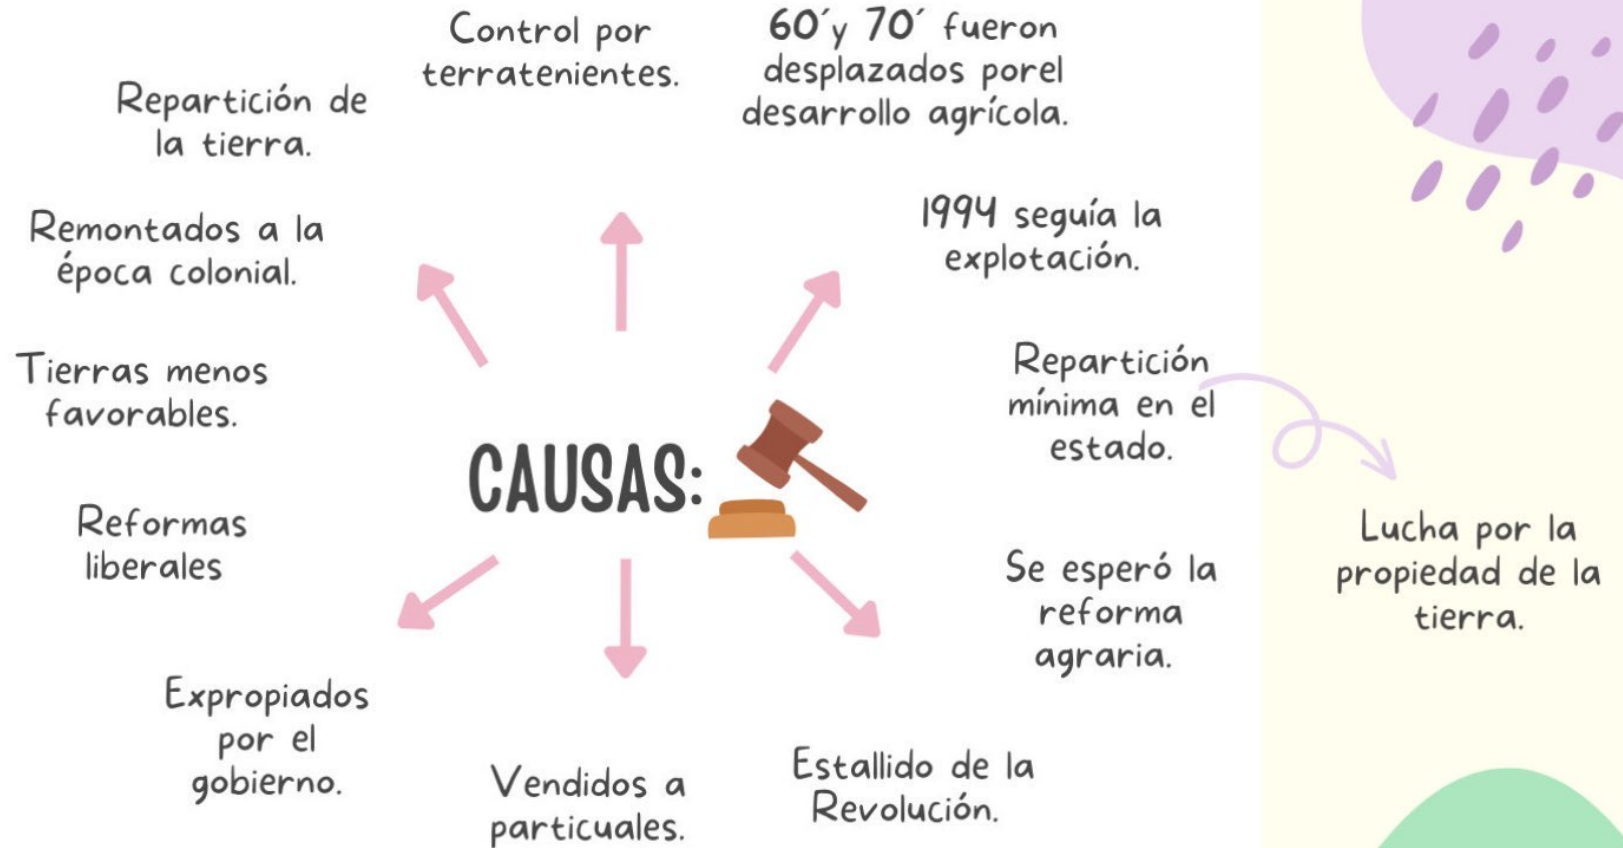 Control por
terratenientes.
60´y 70´ fueron
desplazados porel
desarrollo agrícola.
Repartición de
la tierra.
Remontados a la
época colonial.
1994 seguía la
explotación.
Tierras menos
favorables.
Repartición
mínima en el
estado.
CAUSAS:
Reformas
liberales
Se esperó la
reforma
agraria.
Lucha por la
propiedad de la
tierra.
Expropiados
por el
gobierno.
Vendidos a
particuales.
Estallido de la
Revolución.